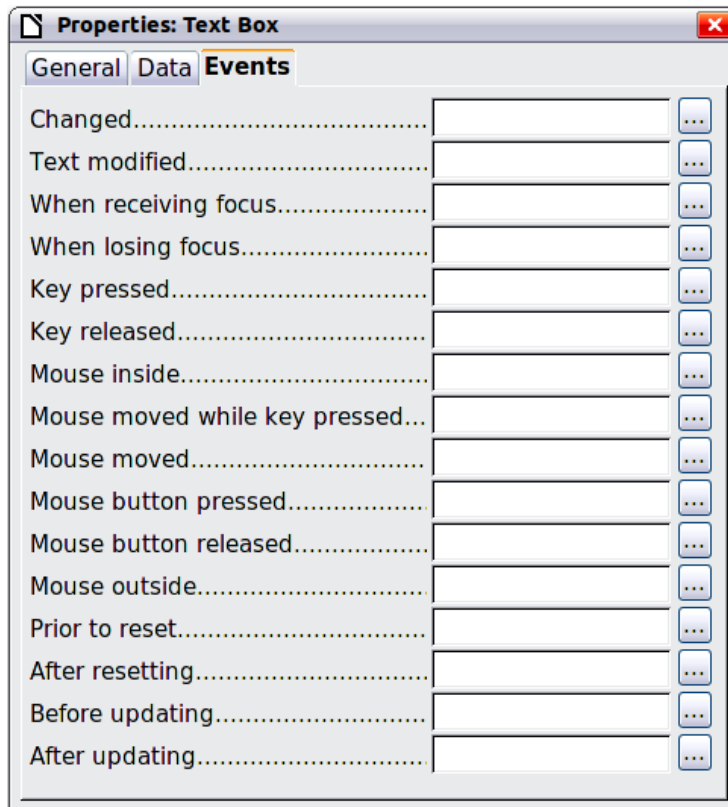 Properties: Text Box
General Data Events
Changed........................................... ...
Text modified................................... ...
When receiving focus.................. ...
When losing focus........................... ...
Key pressed...................................... ...
Key released..................................... ...
Mouse inside.................................... ...
Mouse moved while key pressed... ...
Mouse moved................................... ...
Mouse button pressed................. ...
Mouse button released.................... ...
Mouse outside.................................. ...
Prior to reset..................................... ...
After resetting.................................. ...
Before updating............................... ...
After updating.................................. ...